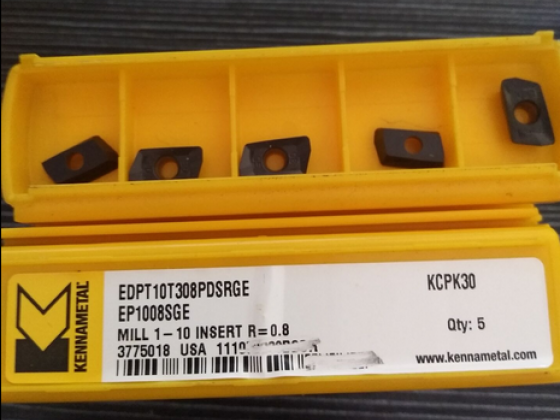 KENNAMETAL
EDPT10T308PDSRGE
EP1008SGE
MILL 1-10 INSERT R=0.8
3775018 USA
KCPK30
Qty: 5
www.kennametal.com